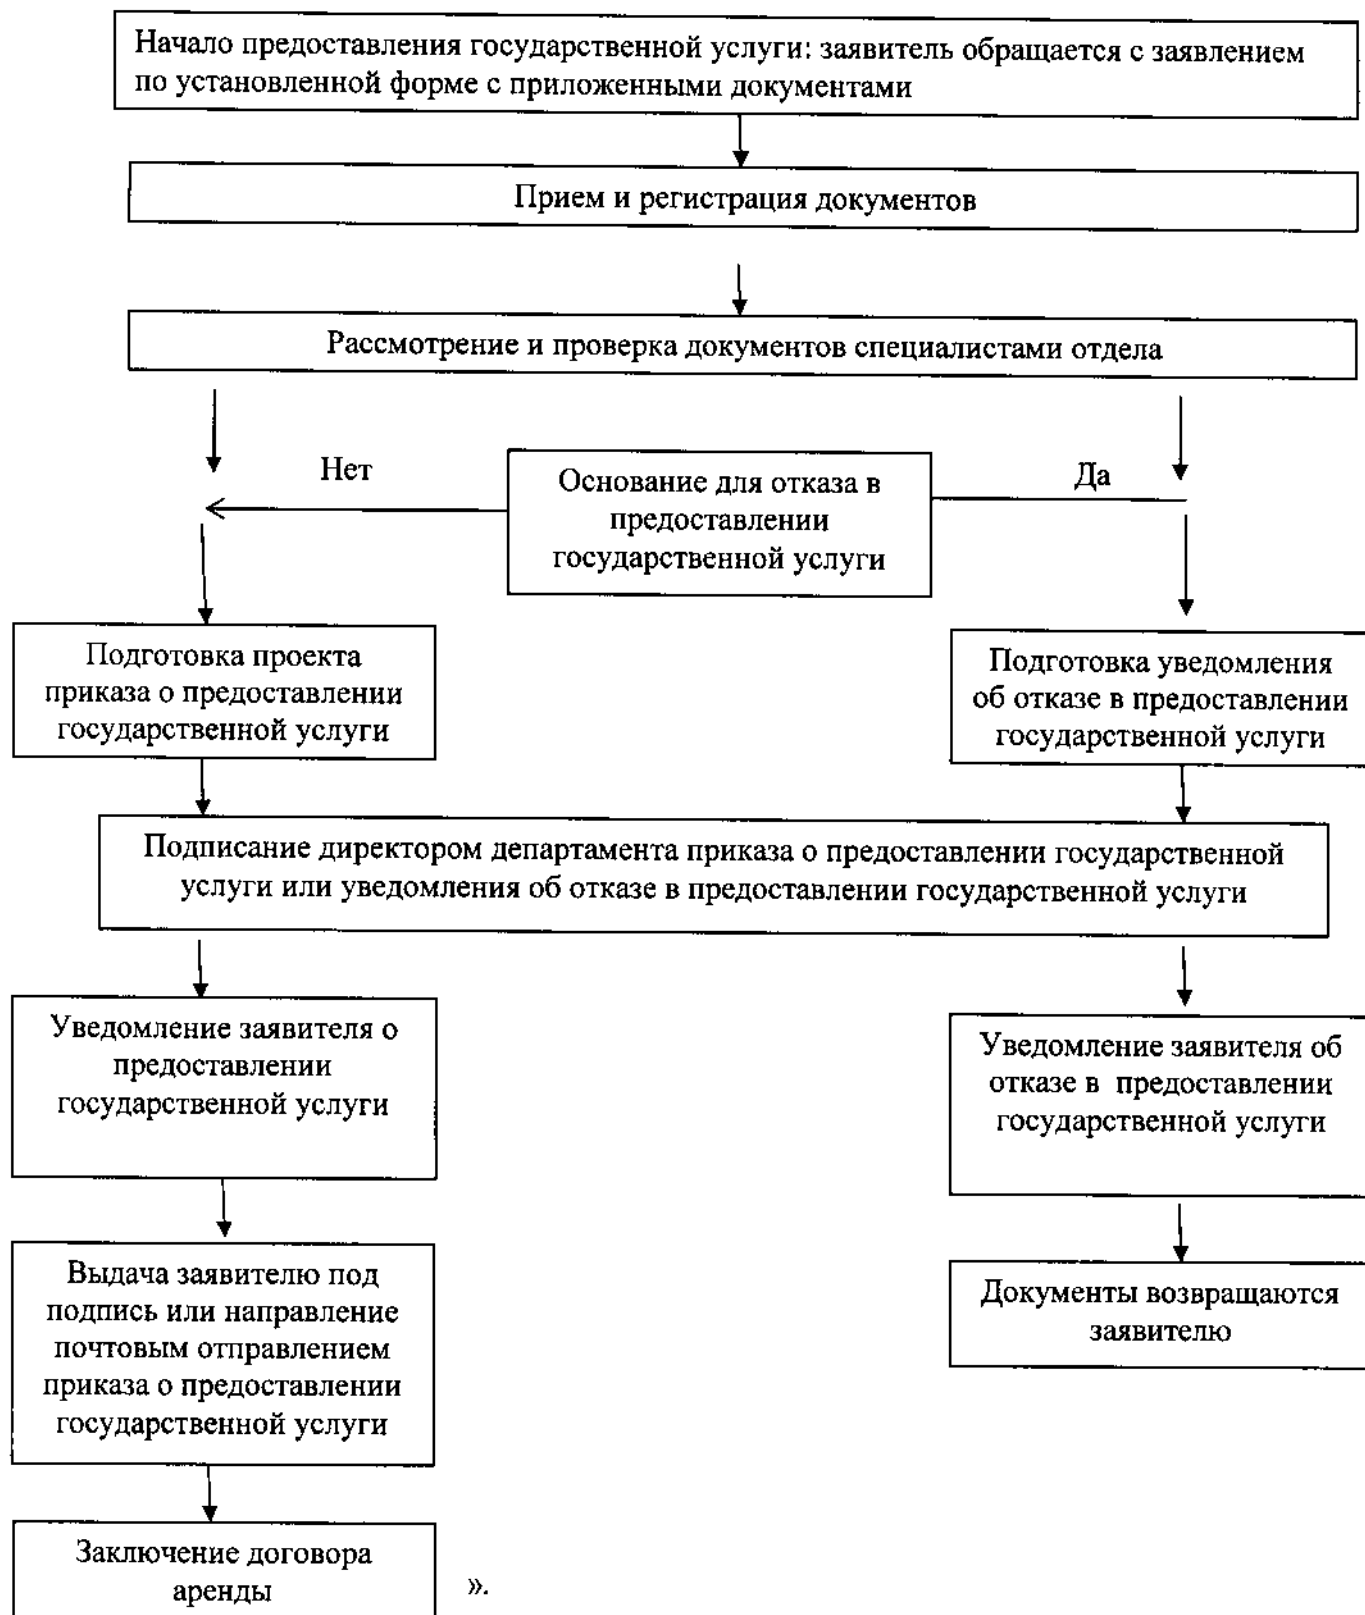 Начало предоставления государственной услуги: заявитель обращается с заявлением
по установленной форме с приложенными документами
Прием и регистрация документов
Рассмотрение и проверка документов специалистами отдела
Нет
Основание для отказа в
предоставлении
государственной услуги
Да
Подготовка проекта
приказа о предоставлении
государственной услуги
Подготовка уведомления
об отказе в предоставлении
государственной услуги
Подписание директором департамента приказа о предоставлении государственной
услуги или уведомления об отказе в предоставлении государственной услуги
Уведомление заявителя о
предоставлении
государственной услуги
Уведомление заявителя об
отказе в предоставлении
государственной услуги
Выдача заявителю под
подпись или направление
почтовым отправлением
приказа о предоставлении
государственной услуги
Документы возвращаются
заявителю
Заключение договора
аренды
».